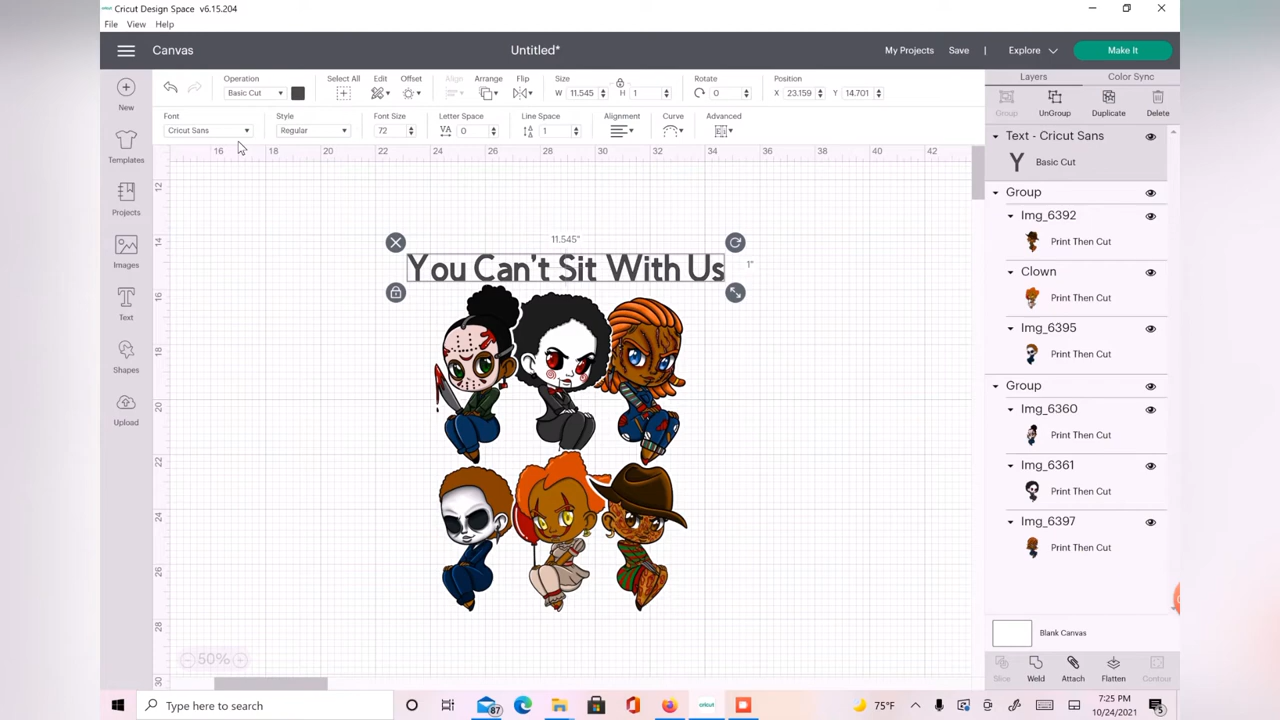 Cricut Design Space v6.15.204
File View Help
Canvas
Untitled*
My Projects Save | Explore Make It
Operation Select All Edit Offset Align Arrange Flip Size Rotate Position
Basic Cut W 11.545 H 1 0 X 23.159 Y 14.701
Font Style Font Size Letter Space Line Space Alignment Curve Advanced
Cricut Sans Regular 72 VA 0 1
Layers Color Sync
Group UnGroup Duplicate Delete
New
Templates
Projects
Images
Text
Shapes
Upload
16 18 20 22 24 26 28 30 32 34 36 38 40 42
12
14
16
18
20
22
24
26
28
30
11.545"
1"
You Can't Sit With Us
50%
Text - Cricut Sans
Y Basic Cut
Group
Img_6392
Print Then Cut
Clown
Print Then Cut
Img_6395
Print Then Cut
Group
Img_6360
Print Then Cut
Img_6361
Print Then Cut
Img_6397
Print Then Cut
Blank Canvas
Slice Weld Attach Flatten Contour
Type here to search
87
75°F
7:25 PM
10/24/2021
5